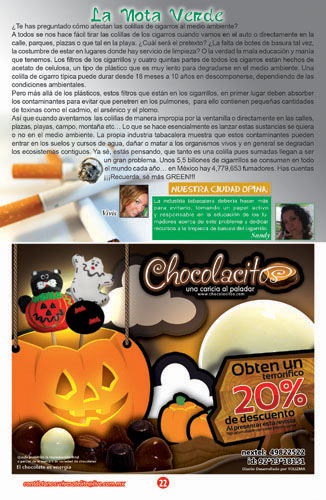 La Nota Verde
¿Te has preguntado cómo afectan las colillas de cigarros al medio ambiente?
A todos se nos hace fácil tirar las colillas de los cigarros cuando vamos en el auto o directamente en la
calle, parques, plazas o que tal en la playa. ¿Cuál será el pretexto? ¿La falta de botes de basura tal vez,
la costumbre de estar en lugares donde hay servicio de limpieza? O la verdad la mala educación y manía
que tenemos. Los filtros de los cigarrillos y cuatro quintas partes de todos los cigarros están hechos de
acetato de celulosa, un tipo de plástico que es muy lento para degradarse en el medio ambiente. Una
colilla de cigarro típica puede durar desde 18 meses a 10 años en descomponerse, dependiendo de las
condiciones ambientales.
Pero más allá de los plásticos, estos filtros que están en los cigarrillos, en primer lugar deben absorber
los contaminantes para evitar que penetren en los pulmones, para ello contienen pequeñas cantidades
de toxinas como el cadmio, el arsénico y el plomo.
Así que cuando aventamos las colillas de manera impropia por la ventanilla o directamente en las calles,
plazas, playas, campo, montaña etc... Lo que se hace esencialmente es lanzar estas sustancias se quiera
o no en el medio ambiente. La propia industria tabacalera muestra que estos contaminantes pueden
entrar en los suelos y cursos de agua, dañar o matar a los organismos vivos y en general se degradan
los ecosistemas contiguos. Ya sé, estás pensando, que tanto es una colilla pues sumadas llegan a ser
un gran problema. Unos 5,5 billones de cigarrillos se consumen en todo
el mundo cada año… en México hay 4,779,653 fumadores. Has cuentas
¡¡¡Recuerda, sé más GREEN!!!
NUESTRA CIUDAD OPINA:
La industria tabacalera debería hacer más
para evitarlo, tomando un papel activo
y responsable en la educación de los fu-
madores acerca de este problema y dedicar
recursos a la limpieza de basura del cigarrillo.
Sandy
Chocolacitos
una caricia al paladar
www.chocolacitos.com
Obten un
terrorífico
20%
de descuento
Al presentar esta revista
El chocolate es energía
nextel: 49822522
id: 92*13*18151
22